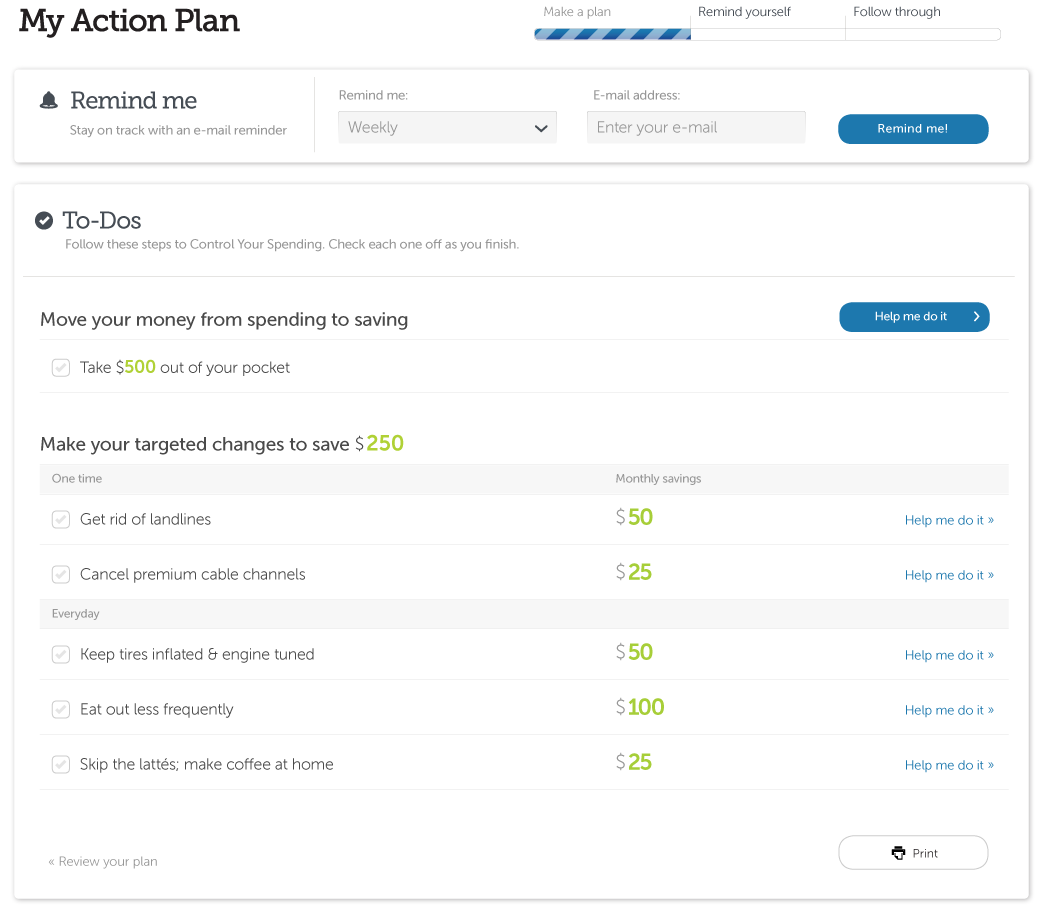 My Action Plan
Make a plan
Remind yourself
Follow through
Remind me
Stay on track with an e-mail reminder
Remind me:
Weekly
E-mail address:
Enter your e-mail
Remind me!
To-Dos
Follow these steps to Control Your Spending. Check each one off as you finish.
Move your money from spending to saving
Help me do it
Take $500 out of your pocket
Make your targeted changes to save $250
One time
Monthly savings
Get rid of landlines
$50
Help me do it »
Cancel premium cable channels
$25
Help me do it »
Everyday
Keep tires inflated & engine tuned
$50
Help me do it »
Eat out less frequently
$100
Help me do it »
Skip the lattés; make coffee at home
$25
Help me do it »
« Review your plan
Print